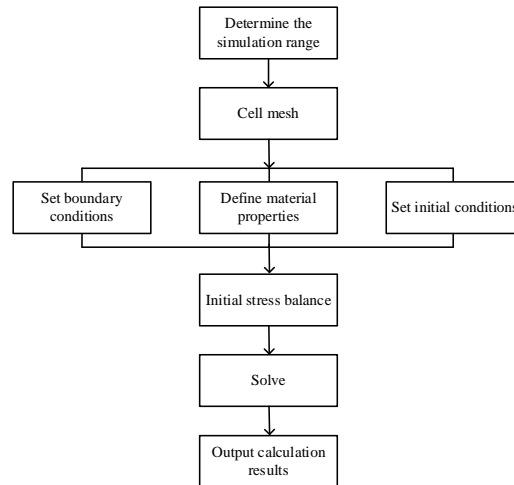 Determine the
simulation range
Cell mesh
Set boundary
conditions
Define material
properties
Set initial conditions
Initial stress balance
Solve
Output calculation
results